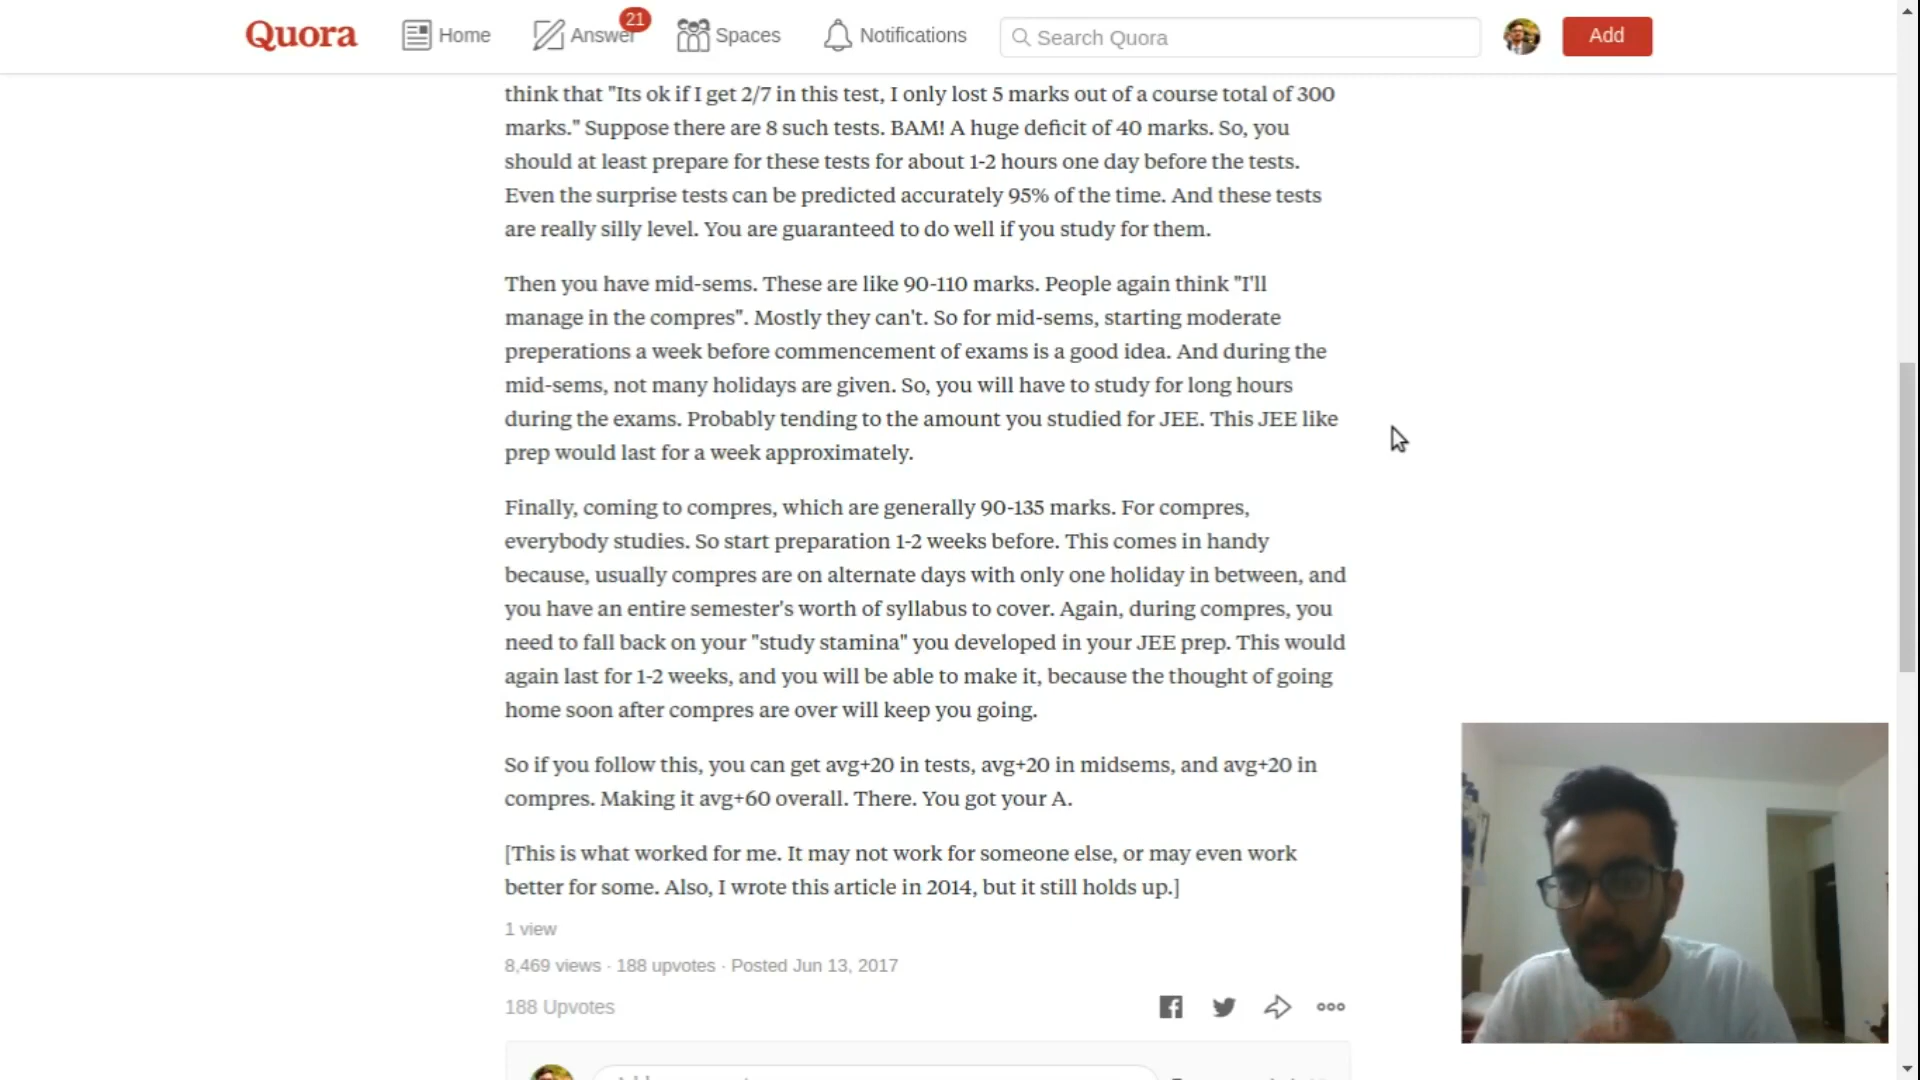 Quora
Home
Answer
21
Spaces
Notifications
Search Quora
Add
think that "Its ok if I get 2/7 in this test, I only lost 5 marks out of a course total of 300
marks." Suppose there are 8 such tests. BAM! A huge deficit of 40 marks. So, you
should at least prepare for these tests for about 1-2 hours one day before the tests.
Even the surprise tests can be predicted accurately 95% of the time. And these tests
are really silly level. You are guaranteed to do well if you study for them.
Then you have mid-sems. These are like 90-110 marks. People again think "I'll
manage in the compres". Mostly they can't. So for mid-sems, starting moderate
preperations a week before commencement of exams is a good idea. And during the
mid-sems, not many holidays are given. So, you will have to study for long hours
during the exams. Probably tending to the amount you studied for JEE. This JEE like
prep would last for a week approximately.
Finally, coming to compres, which are generally 90-135 marks. For compres,
everybody studies. So start preparation 1-2 weeks before. This comes in handy
because, usually compres are on alternate days with only one holiday in between, and
you have an entire semester's worth of syllabus to cover. Again, during compres, you
need to fall back on your "study stamina" you developed in your JEE prep. This would
again last for 1-2 weeks, and you will be able to make it, because the thought of going
home soon after compres are over will keep you going.
So if you follow this, you can get avg+20 in tests, avg+20 in midsems, and avg+20 in
compres. Making it avg+60 overall. There. You got your A.
[This is what worked for me. It may not work for someone else, or may even work
better for some. Also, I wrote this article in 2014, but it still holds up.]
1 view
8,469 views · 188 upvotes · Posted Jun 13, 2017
188 Upvotes